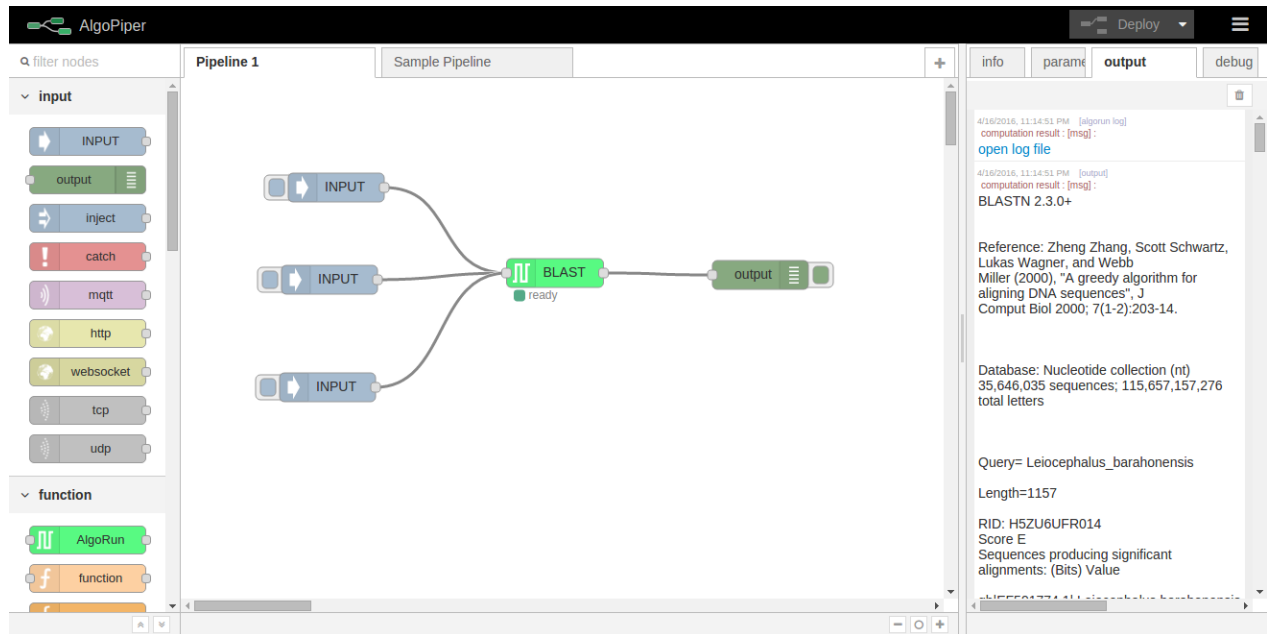 AlgoPiper
Deploy
filter nodes
input
INPUT
output
inject
catch
mqtt
http
websocket
tcp
udp
function
AlgoRun
function
Pipeline 1
Sample Pipeline
INPUT
INPUT
INPUT
BLAST
ready
output
info
parame
output
debug
4/16/2016, 11:14:51 PM [algorun log]
computation result : [msg] :
open log file
4/16/2016, 11:14:51 PM [output]
computation result : [msg] :
BLASTN 2.3.0+
Reference: Zheng Zhang, Scott Schwartz,
Lukas Wagner, and Webb
Miller (2000), "A greedy algorithm for
aligning DNA sequences", J
Comput Biol 2000; 7(1-2):203-14.
Database: Nucleotide collection (nt)
35,646,035 sequences; 115,657,157,276
total letters
Query= Leiocephalus_barahonensis
Length=1157
RID: H5ZU6UFR014
Score E
Sequences producing significant
alignments: (Bits) Value